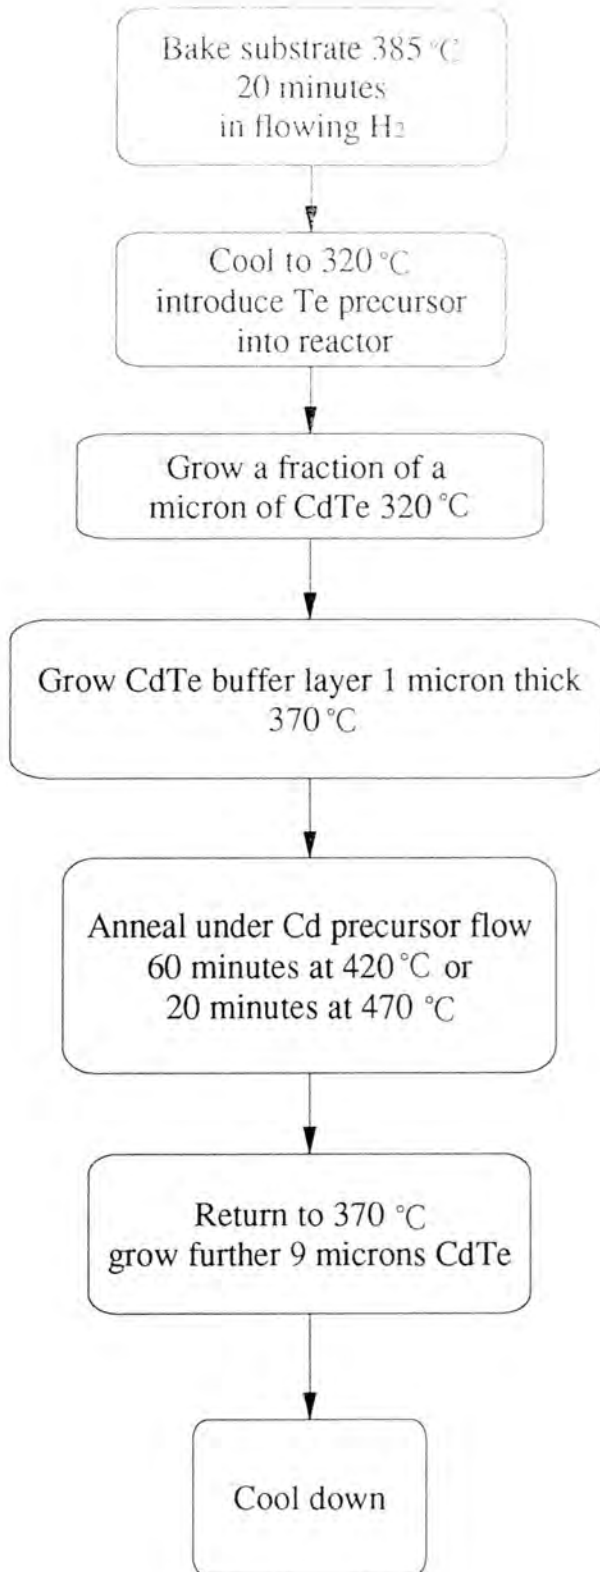 Bake substrate 385 °C
20 minutes
in flowing H₂
Cool to 320 °C
introduce Te precursor
into reactor
Grow a fraction of a
micron of CdTe 320 °C
Grow CdTe buffer layer 1 micron thick
370 °C
Anneal under Cd precursor flow
60 minutes at 420 °C or
20 minutes at 470 °C
Return to 370 °C
grow further 9 microns CdTe
Cool down